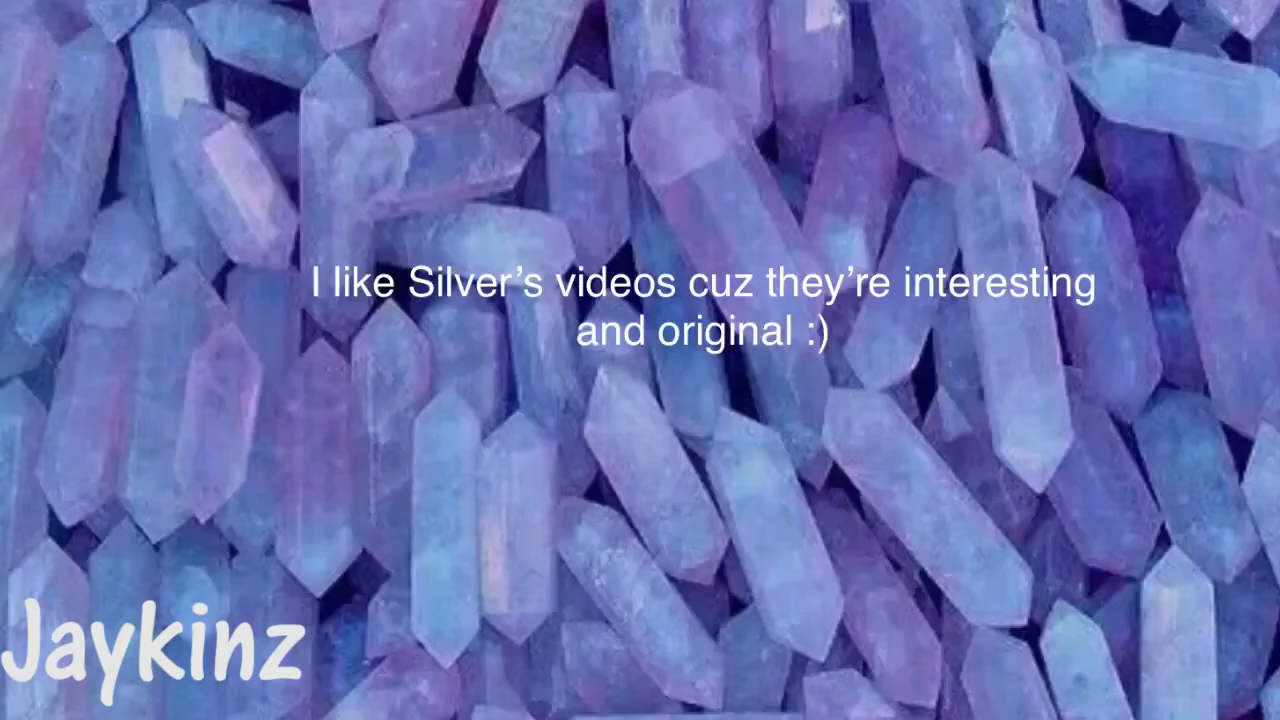 I like Silver’s videos cuz they’re interesting
and original :)
Jaykinz